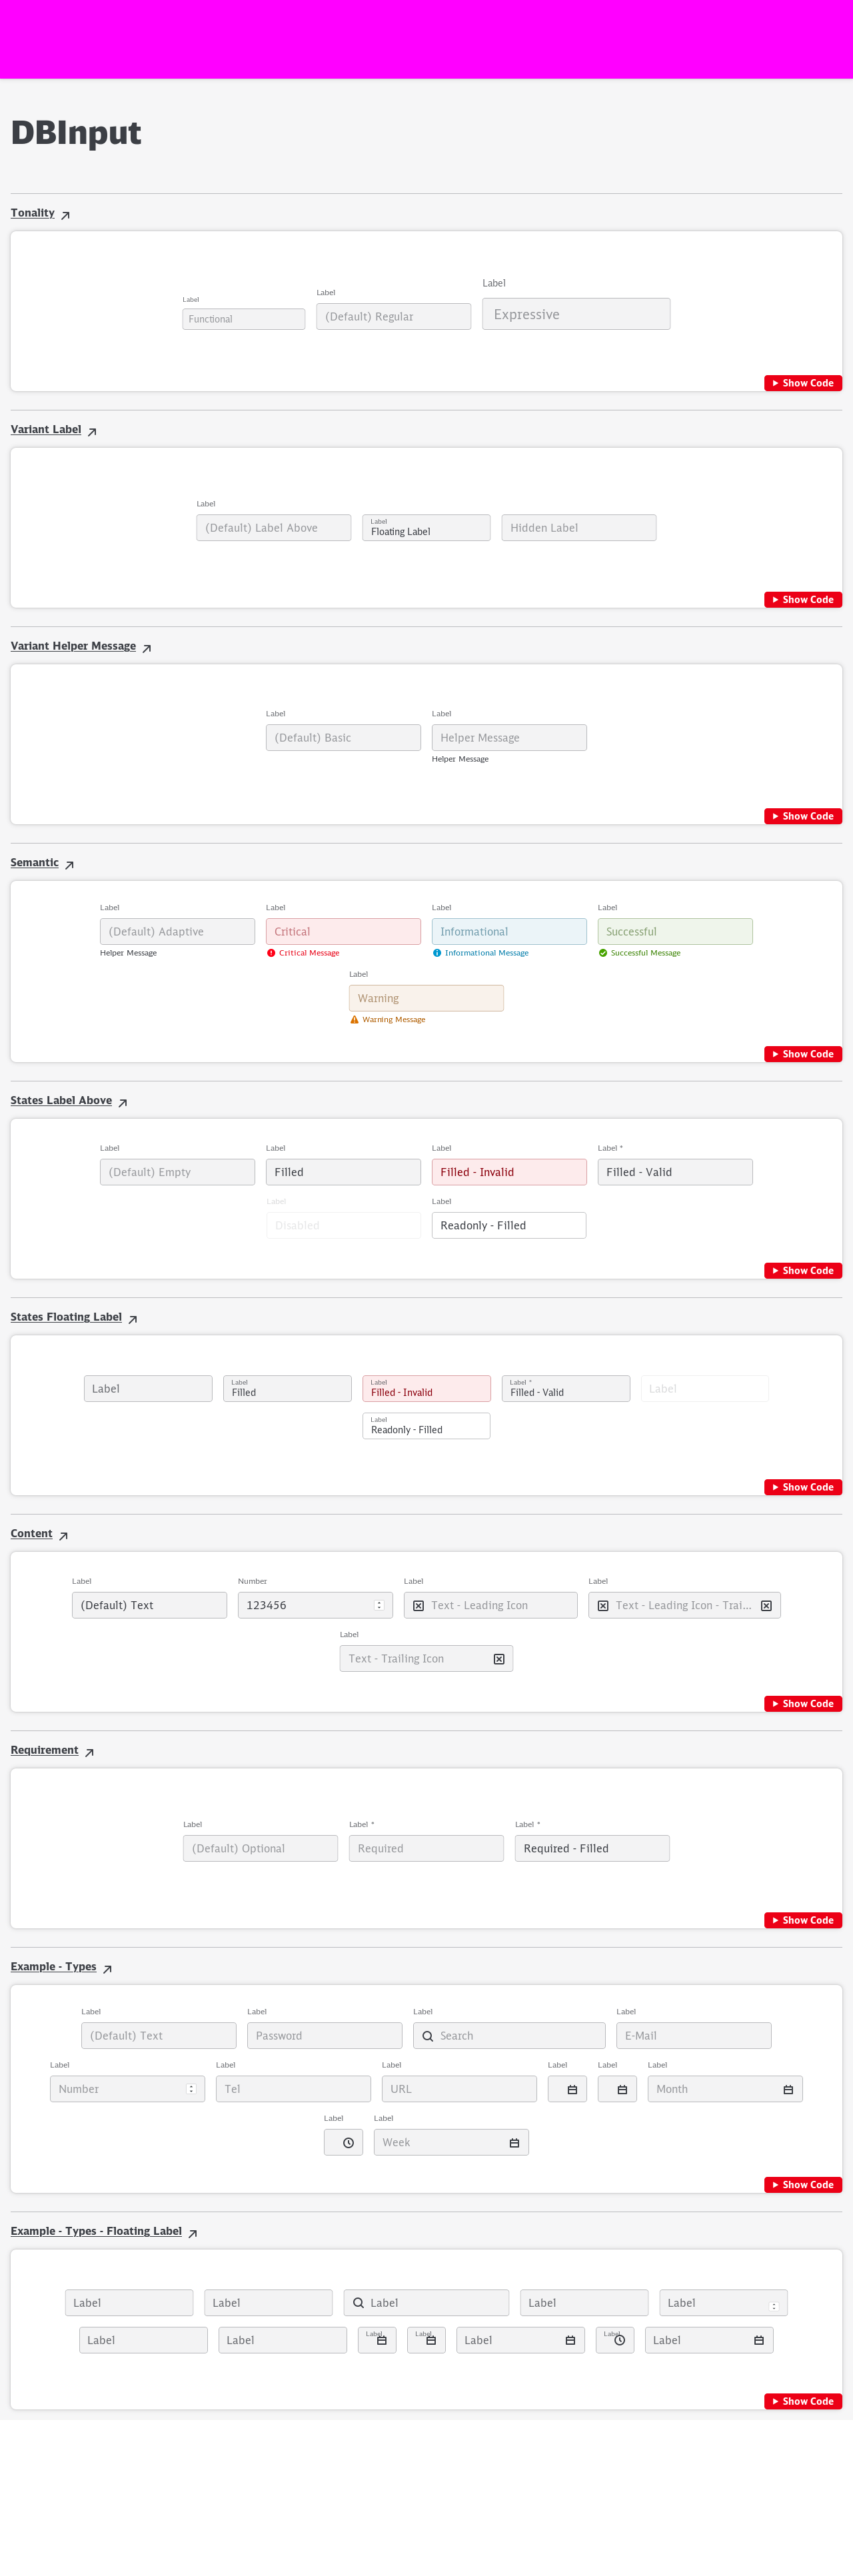 DBInput
Tonality
Label
Label
Label
Functional
(Default) Regular
Expressive
Show Code
Variant Label
Label
(Default) Label Above
Label
Floating Label
Hidden Label
Show Code
Variant Helper Message
Label
Label
(Default) Basic
Helper Message
Helper Message
Show Code
Semantic
Label
Label
Label
Label
(Default) Adaptive
Critical
Informational
Successful
Helper Message
Critical Message
Informational Message
Successful Message
Label
Warning
Warning Message
Show Code
States Label Above
Label
Label
Label
Label *
(Default) Empty
Filled
Filled - Invalid
Filled - Valid
Label
Label
Disabled
Readonly - Filled
Show Code
States Floating Label
Label
Label
Filled
Label
Filled - Invalid
Label *
Filled - Valid
Label
Label
Readonly - Filled
Show Code
Content
Label
Number
Label
Label
(Default) Text
123456
Text - Leading Icon
Text - Leading Icon - Trai...
Label
Text - Trailing Icon
Show Code
Requirement
Label
Label *
Label *
(Default) Optional
Required
Required - Filled
Show Code
Example - Types
Label
Label
Label
Label
(Default) Text
Password
Search
E-Mail
Label
Label
Label
Label
Label
Label
Number
Tel
URL
Month
Label
Label
Week
Show Code
Example - Types - Floating Label
Label
Label
Label
Label
Label
Label
Label
Label
Label
Label
Label
Label
Show Code